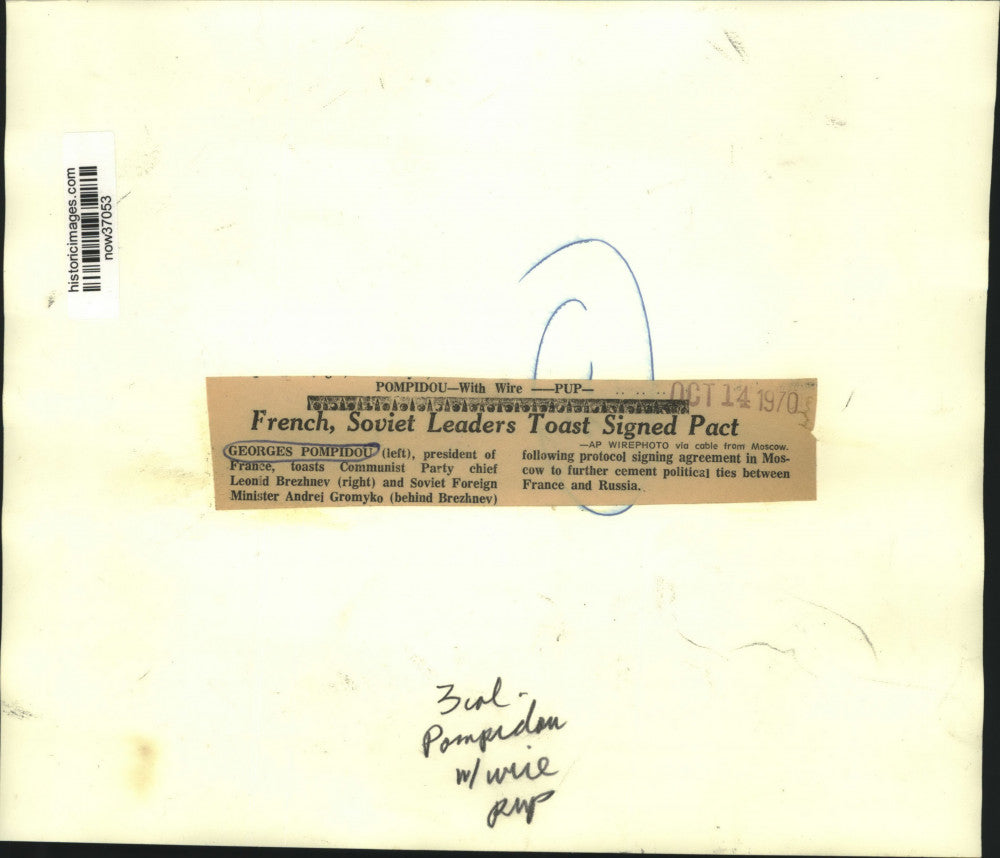 historicimages.com
now37053
POMPIDOU—With Wire ——PUP—
OCT 14 1970
French, Soviet Leaders Toast Signed Pact
—AP WIREPHOTO via cable from Moscow.
GEORGES POMPIDOU (left), president of
France, toasts Communist Party chief
Leonid Brezhnev (right) and Soviet Foreign
Minister Andrei Gromyko (behind Brezhnev)
following protocol signing agreement in Mos-
cow to further cement political ties between
France and Russia.
3 col.
Pompidou
w/ wire
PUP